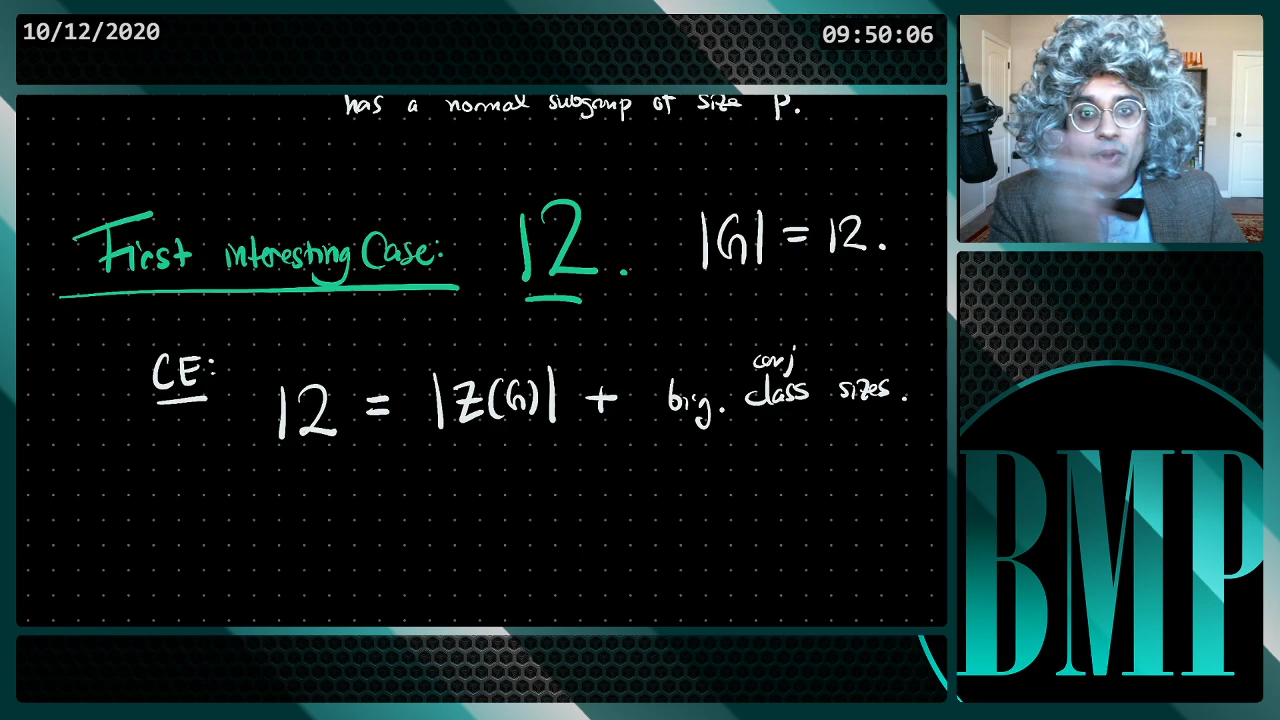 10/12/2020
09:50:06
has a normal subgroup of size p.
First interesting Case: 12. |G| = 12.
conj
CE: 12 = |Z(G)| + big. class sizes.
BMP